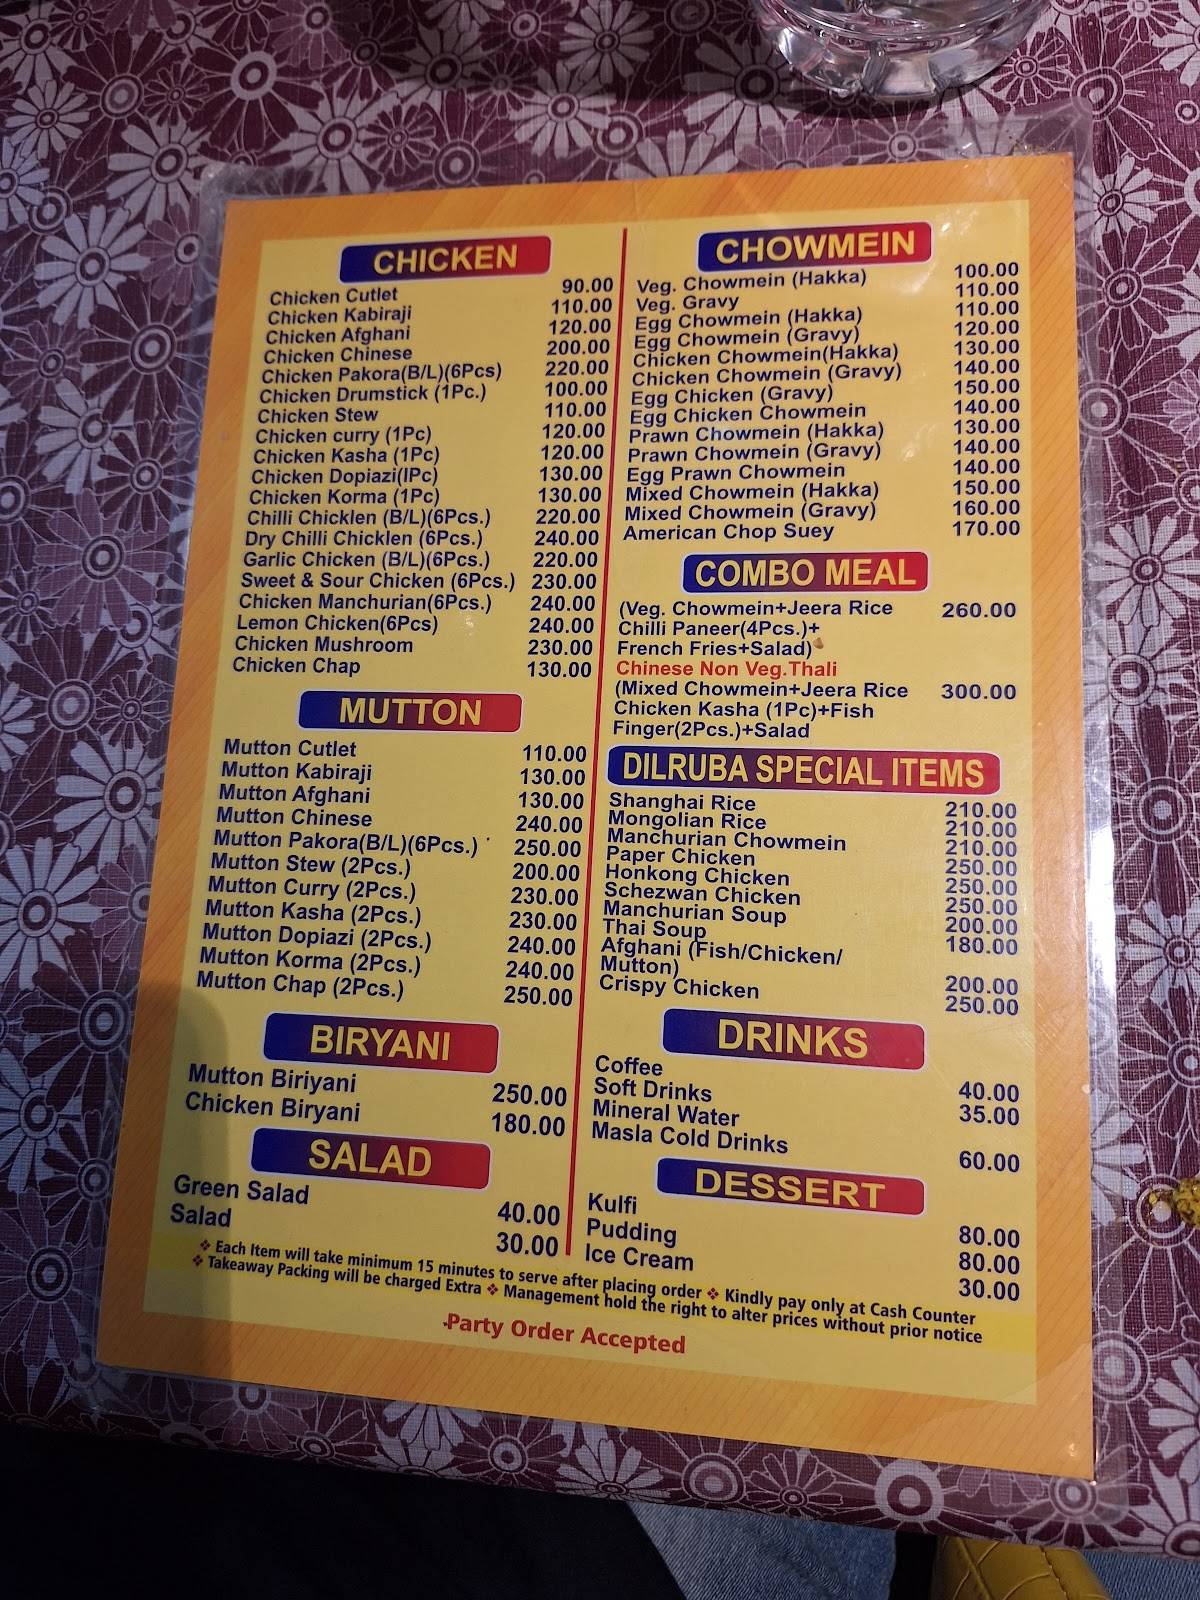 CHICKEN
Chicken Cutlet 90.00
Chicken Kabiraji 110.00
Chicken Afghani 120.00
Chicken Chinese 200.00
Chicken Pakora(B/L)(6Pcs) 220.00
Chicken Drumstick (1Pc.) 100.00
Chicken Stew 110.00
Chicken curry (1Pc) 120.00
Chicken Kasha (1Pc) 120.00
Chicken Dopiazi(IPc) 130.00
Chicken Korma (1Pc) 130.00
Chilli Chicklen (B/L)(6Pcs.) 220.00
Dry Chilli Chicklen (6Pcs.) 240.00
Garlic Chicken (B/L)(6Pcs.) 220.00
Sweet & Sour Chicken (6Pcs.) 230.00
Chicken Manchurian(6Pcs.) 240.00
Lemon Chicken(6Pcs) 240.00
Chicken Mushroom 230.00
Chicken Chap 130.00
MUTTON
Mutton Cutlet 110.00
Mutton Kabiraji 130.00
Mutton Afghani 130.00
Mutton Chinese 240.00
Mutton Pakora(B/L)(6Pcs.) 250.00
Mutton Stew (2Pcs.) 200.00
Mutton Curry (2Pcs.) 230.00
Mutton Kasha (2Pcs.) 230.00
Mutton Dopiazi (2Pcs.) 240.00
Mutton Korma (2Pcs.) 240.00
Mutton Chap (2Pcs.) 250.00
BIRYANI
Mutton Biriyani 250.00
Chicken Biryani 180.00
SALAD
Green Salad 40.00
Salad 30.00
CHOWMEIN
Veg. Chowmein (Hakka) 100.00
Veg. Gravy 110.00
Egg Chowmein (Hakka) 110.00
Egg Chowmein (Gravy) 120.00
Chicken Chowmein(Hakka) 130.00
Chicken Chowmein (Gravy) 140.00
Egg Chicken (Gravy) 150.00
Egg Chicken Chowmein 140.00
Prawn Chowmein (Hakka) 130.00
Prawn Chowmein (Gravy) 140.00
Egg Prawn Chowmein 140.00
Mixed Chowmein (Hakka) 150.00
Mixed Chowmein (Gravy) 160.00
American Chop Suey 170.00
COMBO MEAL
(Veg. Chowmein+Jeera Rice 260.00
Chilli Paneer(4Pcs.)+
French Fries+Salad)
Chinese Non Veg.Thali
(Mixed Chowmein+Jeera Rice 300.00
Chicken Kasha (1Pc)+Fish
Finger(2Pcs.)+Salad
DILRUBA SPECIAL ITEMS
Shanghai Rice 210.00
Mongolian Rice 210.00
Manchurian Chowmein 210.00
Paper Chicken 250.00
Honkong Chicken 250.00
Schezwan Chicken 250.00
Manchurian Soup 200.00
Thai Soup 180.00
Afghani (Fish/Chicken/
Mutton) 200.00
Crispy Chicken 250.00
DRINKS
Coffee 40.00
Soft Drinks 35.00
Mineral Water
Masla Cold Drinks 60.00
DESSERT
Kulfi 80.00
Pudding 80.00
Ice Cream 30.00
❖ Each Item will take minimum 15 minutes to serve after placing order ❖ Kindly pay only at Cash Counter
❖ Takeaway Packing will be charged Extra ❖ Management hold the right to alter prices without prior notice
Party Order Accepted